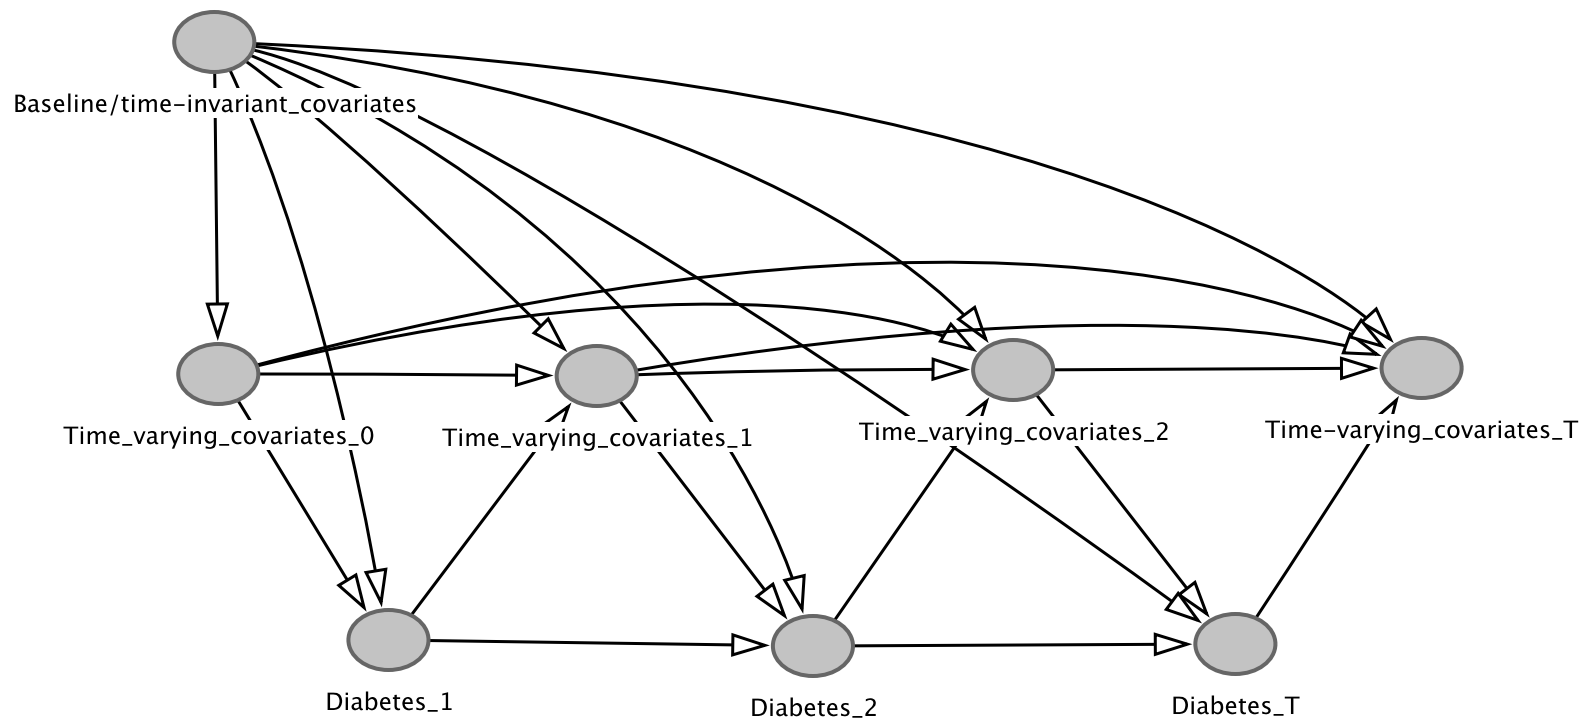 Baseline/time-invariant_covariates
Time_varying_covariates_0
Time_varying_covariates_1
Time_varying_covariates_2
Time-varying_covariates_T
Diabetes_1
Diabetes_2
Diabetes_T